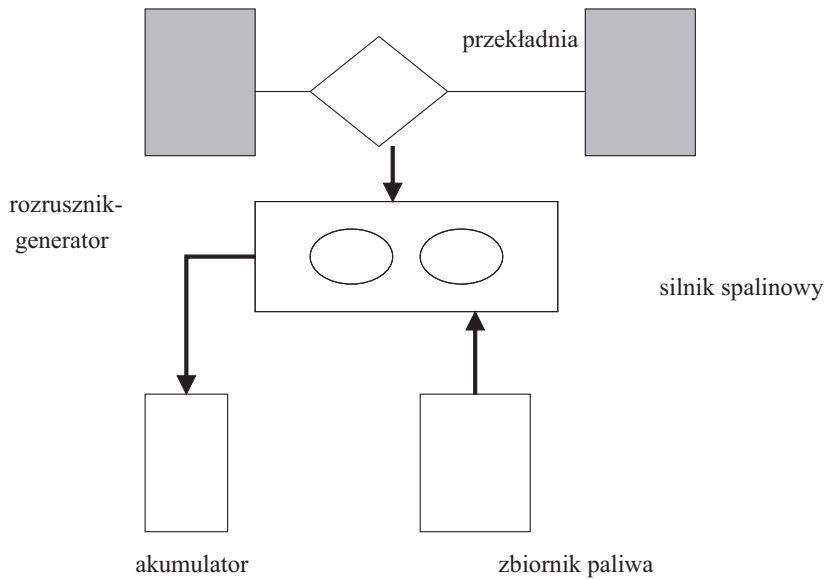 przekładnia
rozrusznik-
generator
silnik spalinowy
akumulator
zbiornik paliwa